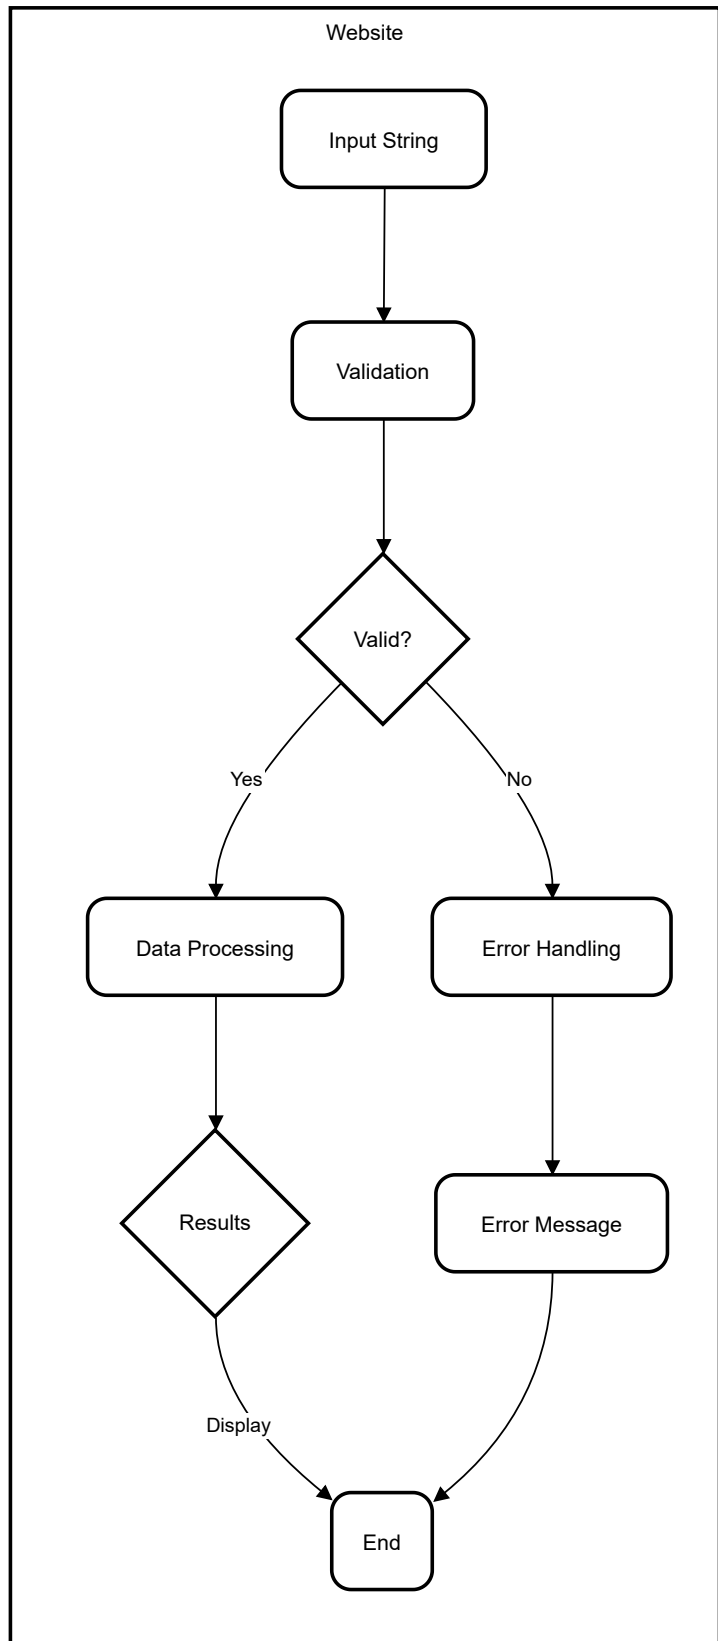 Website
Input String
Validation
Valid?
Yes
No
Data Processing
Error Handling
Results
Error Message
Display
End